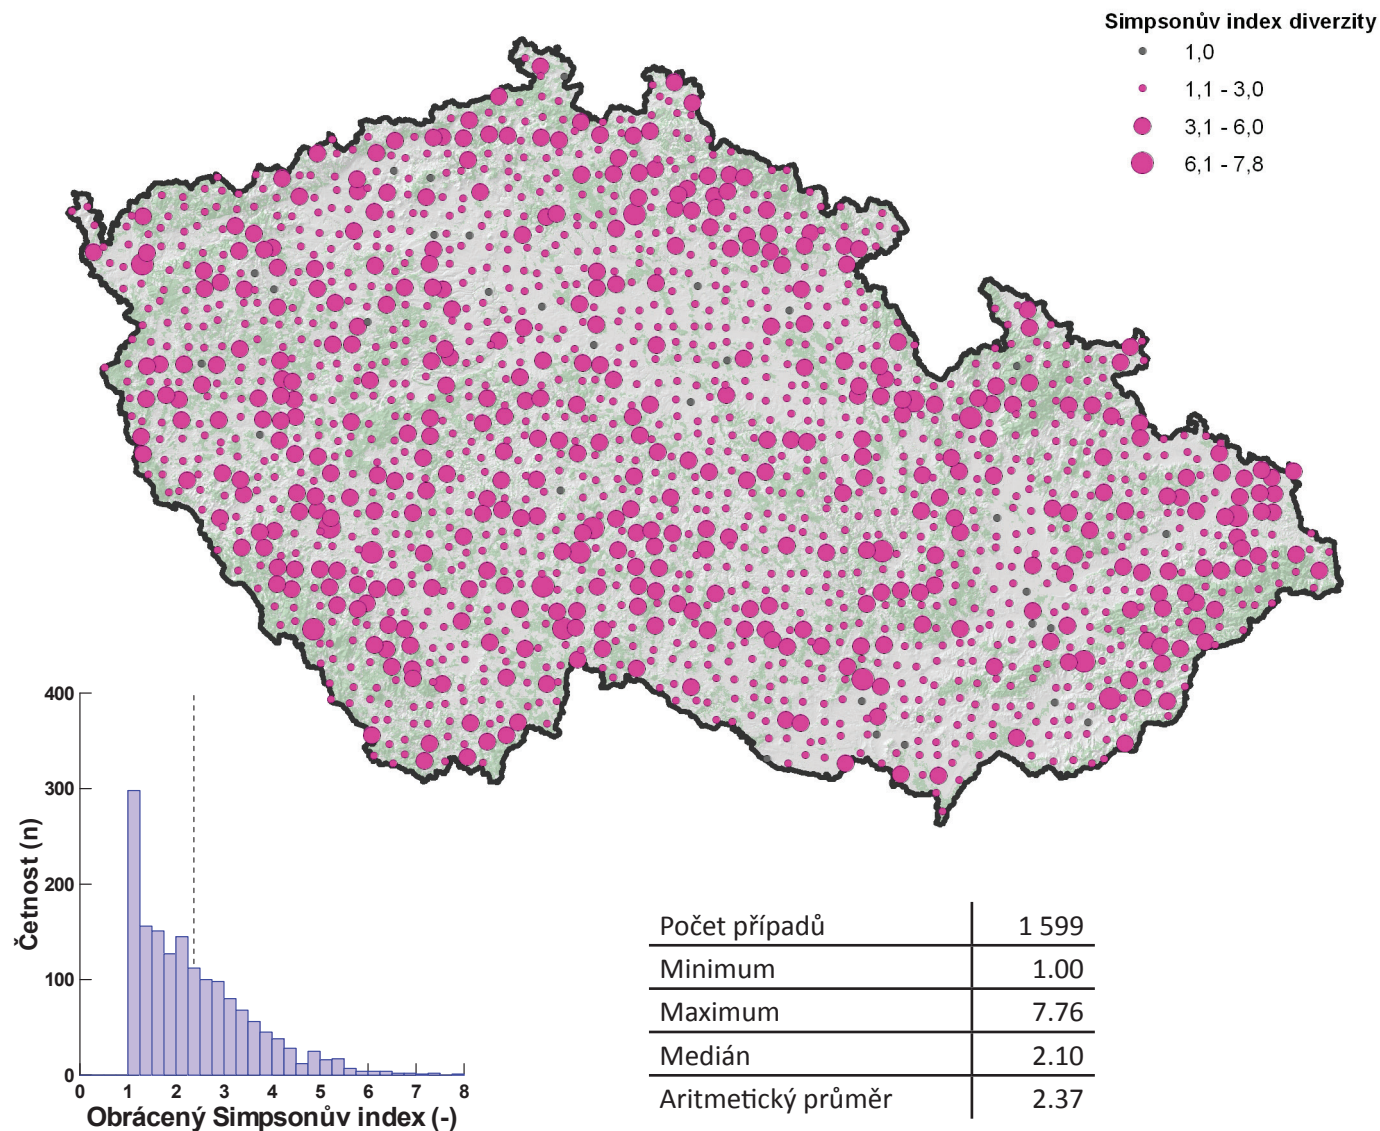 Simpsonův index diverzity
1,0
1,1 - 3,0
3,1 - 6,0
6,1 - 7,8
400
300
200
100
0
Četnost (n)
0 1 2 3 4 5 6 7 8
Obrácený Simpsonův index (-)
Počet případů 1 599
Minimum 1.00
Maximum 7.76
Medián 2.10
Aritmetický průměr 2.37